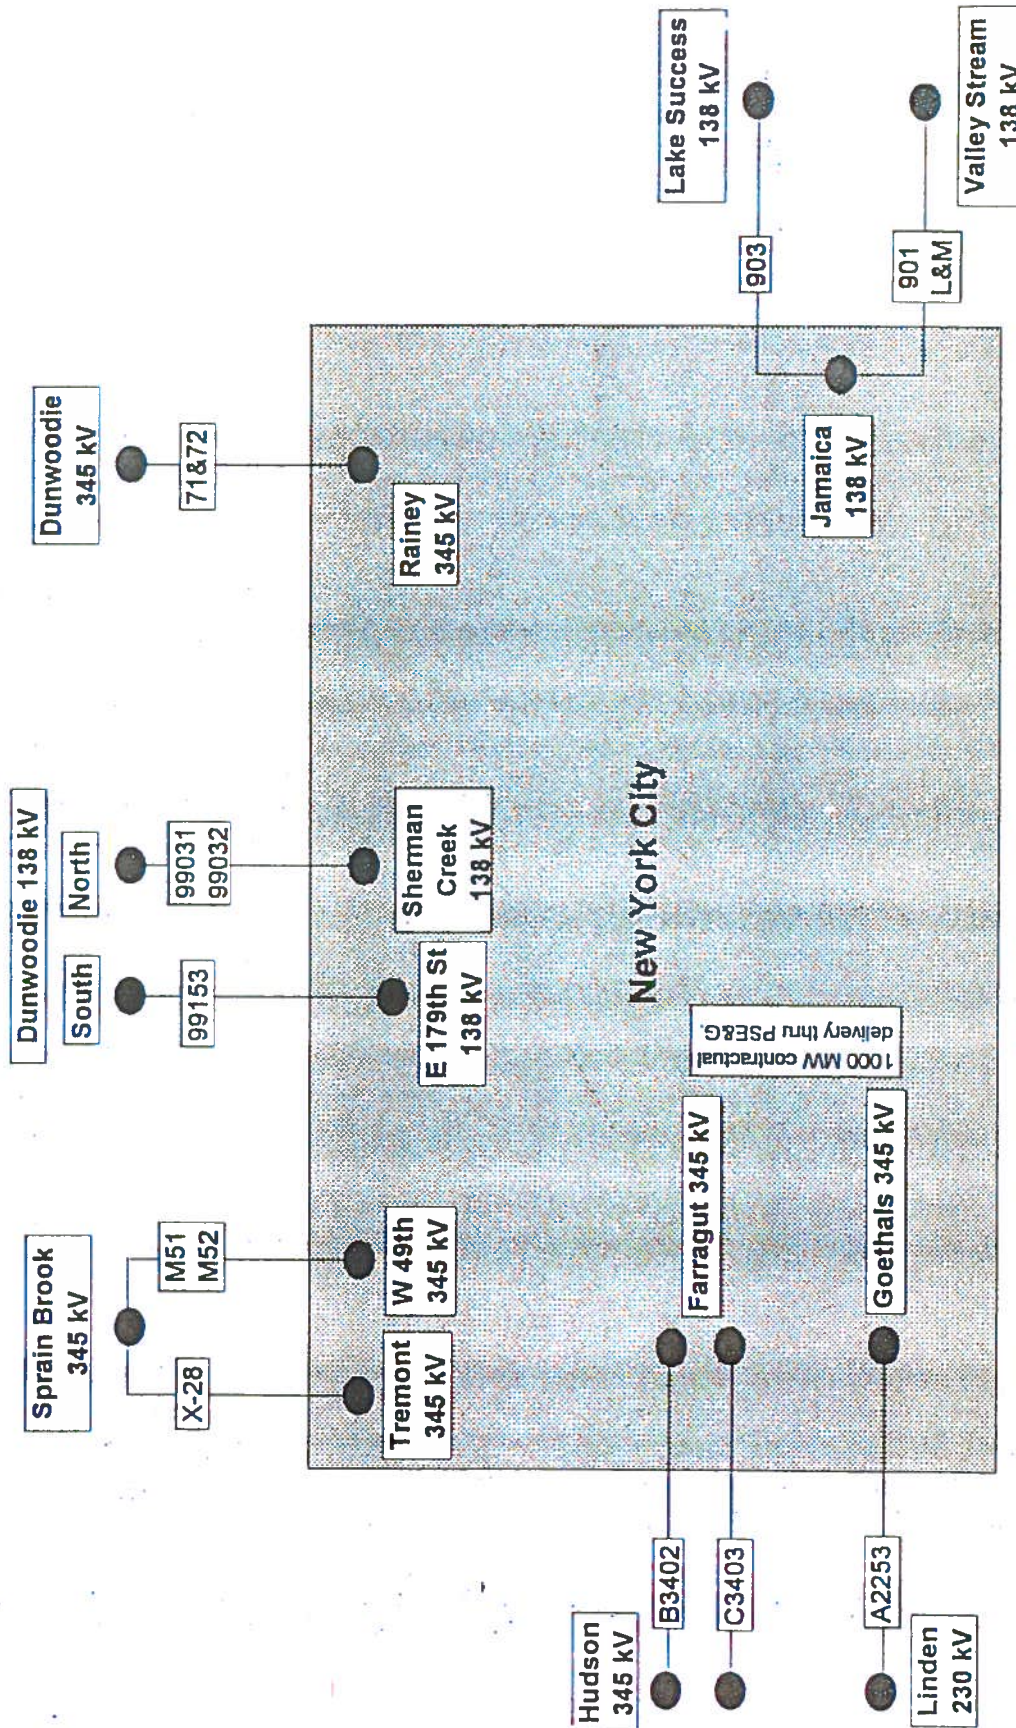 Sprain Brook
345 kV
X-28
M51
M52
Tremont
345 kV
W 49th
345 kV
Dunwoodie 138 kV
South
North
99153
99031
99032
E 179th St
138 kV
Sherman
Creek
138 kV
Dunwoodie
345 kV
71&72
Rainey
345 kV
New York City
Hudson
345 kV
B3402
C3403
Farragut 345 kV
1000 MW contractual
delivery thru PSE&G.
Linden
230 kV
A2253
Goethals 345 kV
Jamaica
138 kV
903
Lake Success
138 kV
901
L&M
Valley Stream
138 kV